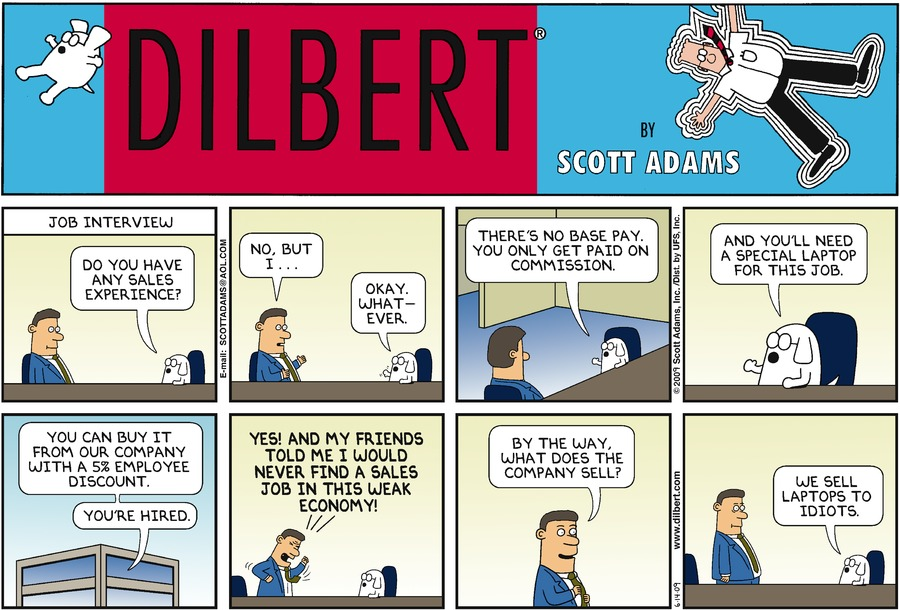 DILBERT®
BY
SCOTT ADAMS
JOB INTERVIEW
DO YOU HAVE
ANY SALES
EXPERIENCE?
E-mail: SCOTTADAMS@AOL.COM
NO, BUT
I . . .
OKAY.
WHAT—
EVER.
THERE'S NO BASE PAY.
YOU ONLY GET PAID ON
COMMISSION.
© 2009 Scott Adams, Inc. /Dist. by UFS, Inc.
AND YOU'LL NEED
A SPECIAL LAPTOP
FOR THIS JOB.
YOU CAN BUY IT
FROM OUR COMPANY
WITH A 5% EMPLOYEE
DISCOUNT.
YOU'RE HIRED.
YES! AND MY FRIENDS
TOLD ME I WOULD
NEVER FIND A SALES
JOB IN THIS WEAK
ECONOMY!
BY THE WAY,
WHAT DOES THE
COMPANY SELL?
www.dilbert.com
6-14-09
WE SELL
LAPTOPS TO
IDIOTS.